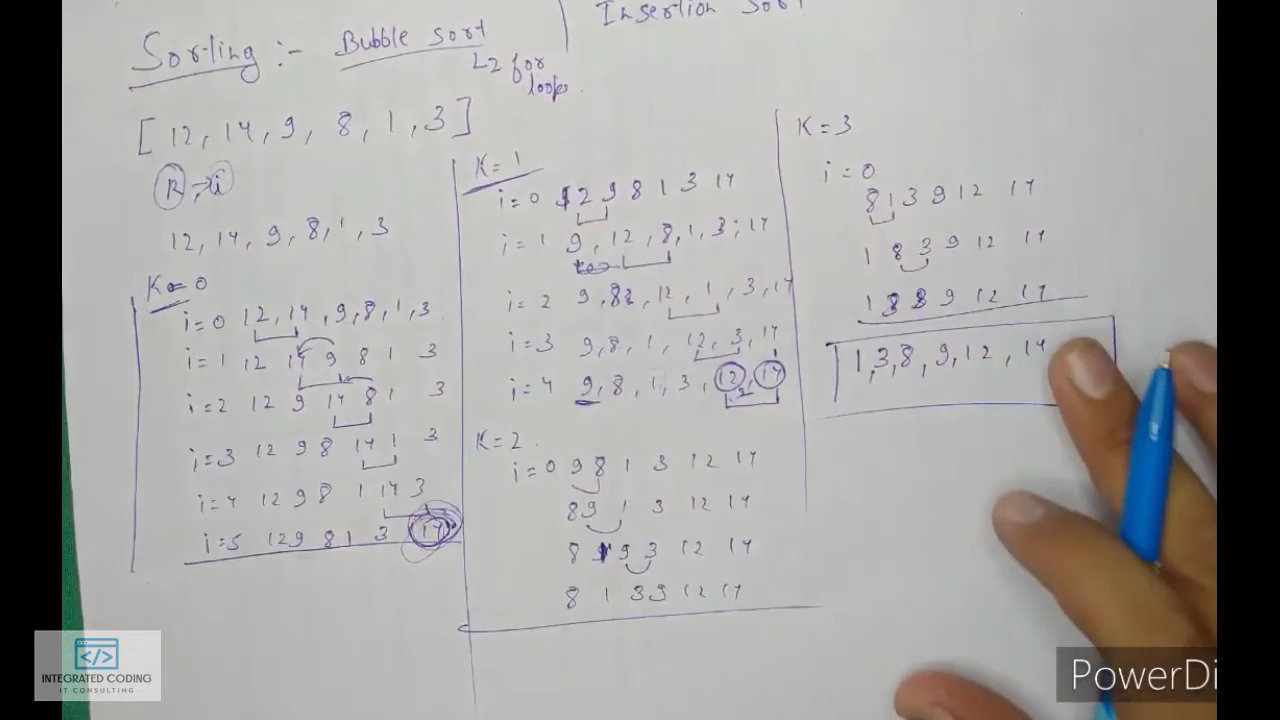 Sorting :- Bubble sort
Insertion Sort
L2 for
loops.
[ 12, 14, 9, 8, 1, 3 ]
K → i
12, 14, 9, 8, 1, 3
K = 0
i=0 12, 14, 9, 8, 1, 3
i=1 12 14 9 8 1 3
i=2 12 9 14 8 1 3
i=3 12 9 8 14 1 3
i=4 12 9 8 1 14 3
i=5 12 9 8 1 3 14
K = 1
i=0 12 9 8 1 3 14
i=1 9, 12, 8, 1, 3, 14
i=2 9, 8, 12, 1, 3, 14
i=3 9, 8, 1, 12, 3, 14
i=4 9, 8, 1, 3, 12, 14
K=2.
i=0 9 8 1 3 12 14
8 9 1 3 12 14
8 1 9 3 12 14
8 1 3 9 12 14
K=3
i=0
8 1 3 9 12 14
1 8 3 9 12 14
1 3 8 9 12 14
1, 3, 8, 9, 12, 14
INTEGRATED CODING
IT CONSULTING
PowerDi